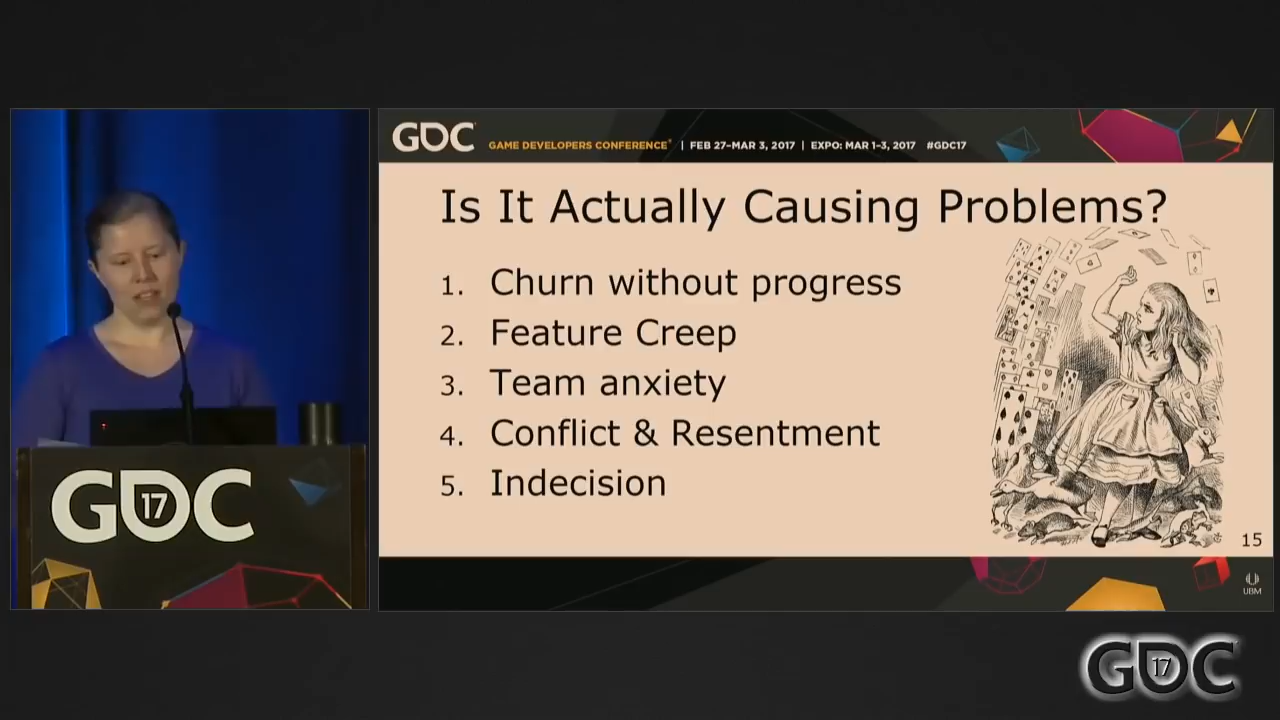 GDC
GAME DEVELOPERS CONFERENCE® | FEB 27–MAR 3, 2017 | EXPO: MAR 1–3, 2017 #GDC17
Is It Actually Causing Problems?
1. Churn without progress
2. Feature Creep
3. Team anxiety
4. Conflict & Resentment
5. Indecision
15
UBM
GDC
17
GDC
17